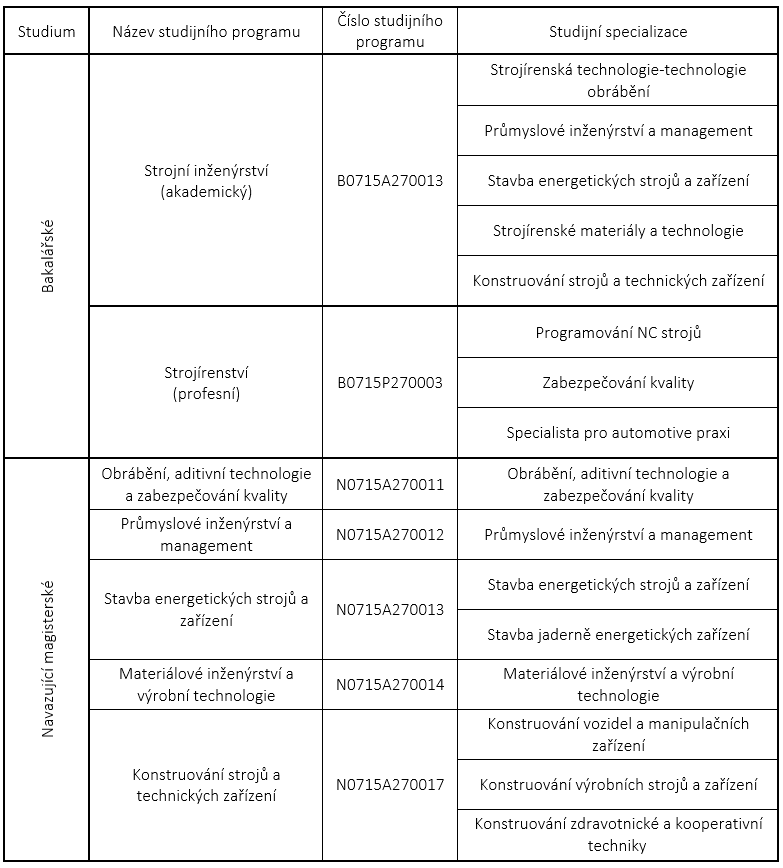 Studium
Název studijního programu
Číslo studijního
programu
Studijní specializace
Bakalářské
Strojní inženýrství
(akademický)
B0715A270013
Strojírenská technologie-technologie
obrábění
Průmyslové inženýrství a management
Stavba energetických strojů a zařízení
Strojírenské materiály a technologie
Konstruování strojů a technických zařízení
Strojírenství
(profesní)
B0715P270003
Programování NC strojů
Zabezpečování kvality
Specialista pro automotive praxi
Navazující magisterské
Obrábění, aditivní technologie
a zabezpečování kvality
N0715A270011
Obrábění, aditivní technologie a
zabezpečování kvality
Průmyslové inženýrství a
management
N0715A270012
Průmyslové inženýrství a management
Stavba energetických strojů a
zařízení
N0715A270013
Stavba energetických strojů a zařízení
Stavba jaderně energetických zařízení
Materiálové inženýrství a
výrobní technologie
N0715A270014
Materiálové inženýrství a výrobní
technologie
Konstruování strojů a
technických zařízení
N0715A270017
Konstruování vozidel a manipulačních
zařízení
Konstruování výrobních strojů a zařízení
Konstruování zdravotnické a kooperativní
techniky